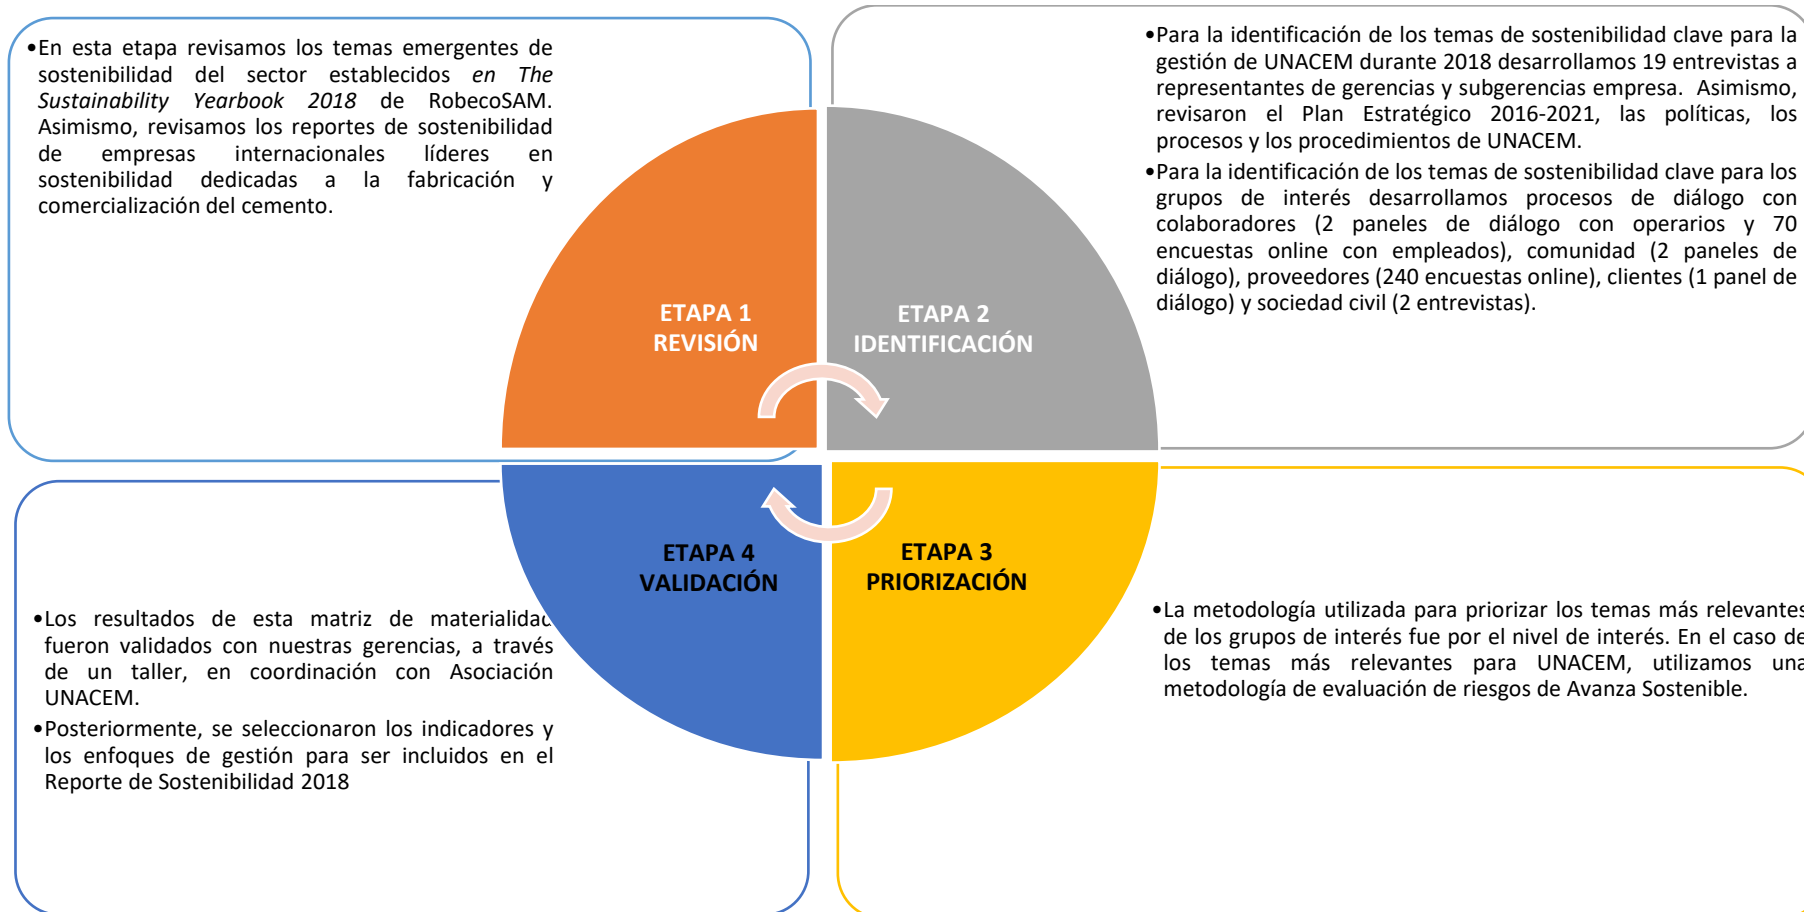 •En esta etapa revisamos los temas emergentes de
sostenibilidad del sector establecidos en The
Sustainability Yearbook 2018 de RobecoSAM.
Asimismo, revisamos los reportes de sostenibilidad
de empresas internacionales líderes en
sostenibilidad dedicadas a la fabricación y
comercialización del cemento.
•Para la identificación de los temas de sostenibilidad clave para la
gestión de UNACEM durante 2018 desarrollamos 19 entrevistas a
representantes de gerencias y subgerencias empresa. Asimismo,
revisaron el Plan Estratégico 2016-2021, las políticas, los
procesos y los procedimientos de UNACEM.
•Para la identificación de los temas de sostenibilidad clave para los
grupos de interés desarrollamos procesos de diálogo con
colaboradores (2 paneles de diálogo con operarios y 70
encuestas online con empleados), comunidad (2 paneles de
diálogo), proveedores (240 encuestas online), clientes (1 panel de
diálogo) y sociedad civil (2 entrevistas).
ETAPA 1
REVISIÓN
ETAPA 2
IDENTIFICACIÓN
ETAPA 4
VALIDACIÓN
ETAPA 3
PRIORIZACIÓN
•Los resultados de esta matriz de materialidad
fueron validados con nuestras gerencias, a través
de un taller, en coordinación con Asociación
UNACEM.
•Posteriormente, se seleccionaron los indicadores y
los enfoques de gestión para ser incluidos en el
Reporte de Sostenibilidad 2018
•La metodología utilizada para priorizar los temas más relevantes
de los grupos de interés fue por el nivel de interés. En el caso de
los temas más relevantes para UNACEM, utilizamos una
metodología de evaluación de riesgos de Avanza Sostenible.